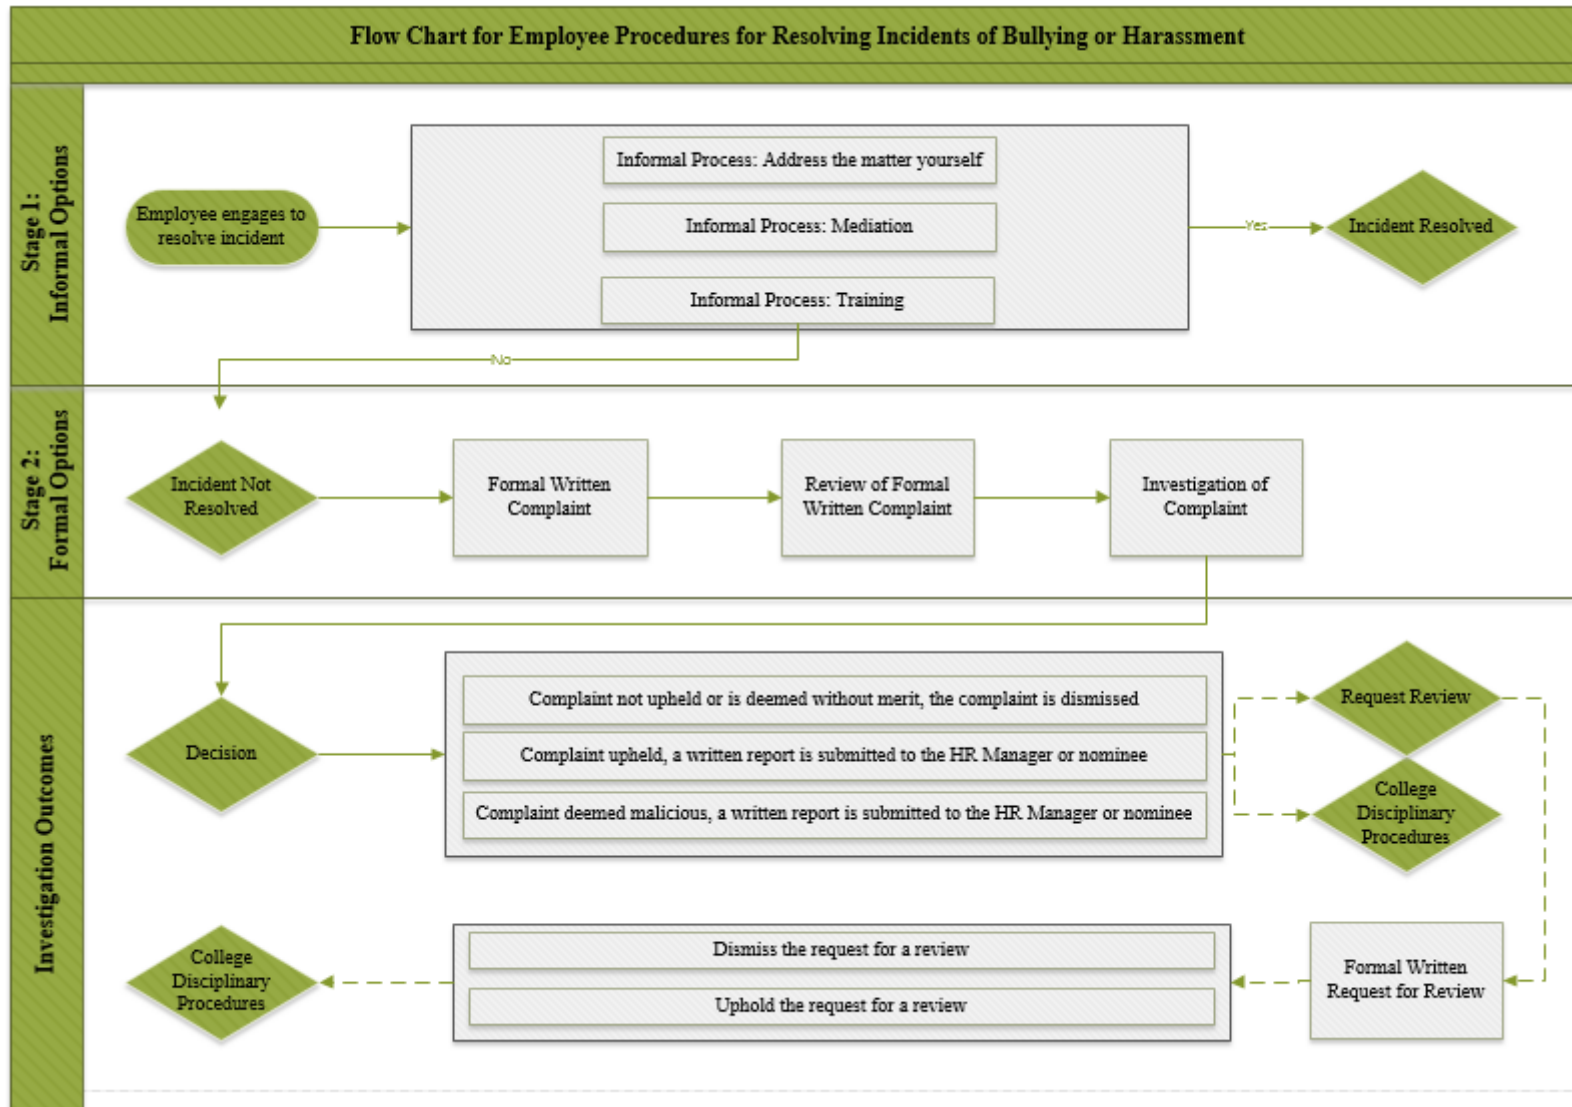 Flow Chart for Employee Procedures for Resolving Incidents of Bullying or Harassment
Stage 1:
Informal Options
Employee engages to
resolve incident
Informal Process: Address the matter yourself
Informal Process: Mediation
Informal Process: Training
Yes
Incident Resolved
No
Stage 2:
Formal Options
Incident Not
Resolved
Formal Written
Complaint
Review of Formal
Written Complaint
Investigation of
Complaint
Investigation Outcomes
Decision
Complaint not upheld or is deemed without merit, the complaint is dismissed
Complaint upheld, a written report is submitted to the HR Manager or nominee
Complaint deemed malicious, a written report is submitted to the HR Manager or nominee
Request Review
College
Disciplinary
Procedures
College
Disciplinary
Procedures
Dismiss the request for a review
Uphold the request for a review
Formal Written
Request for Review